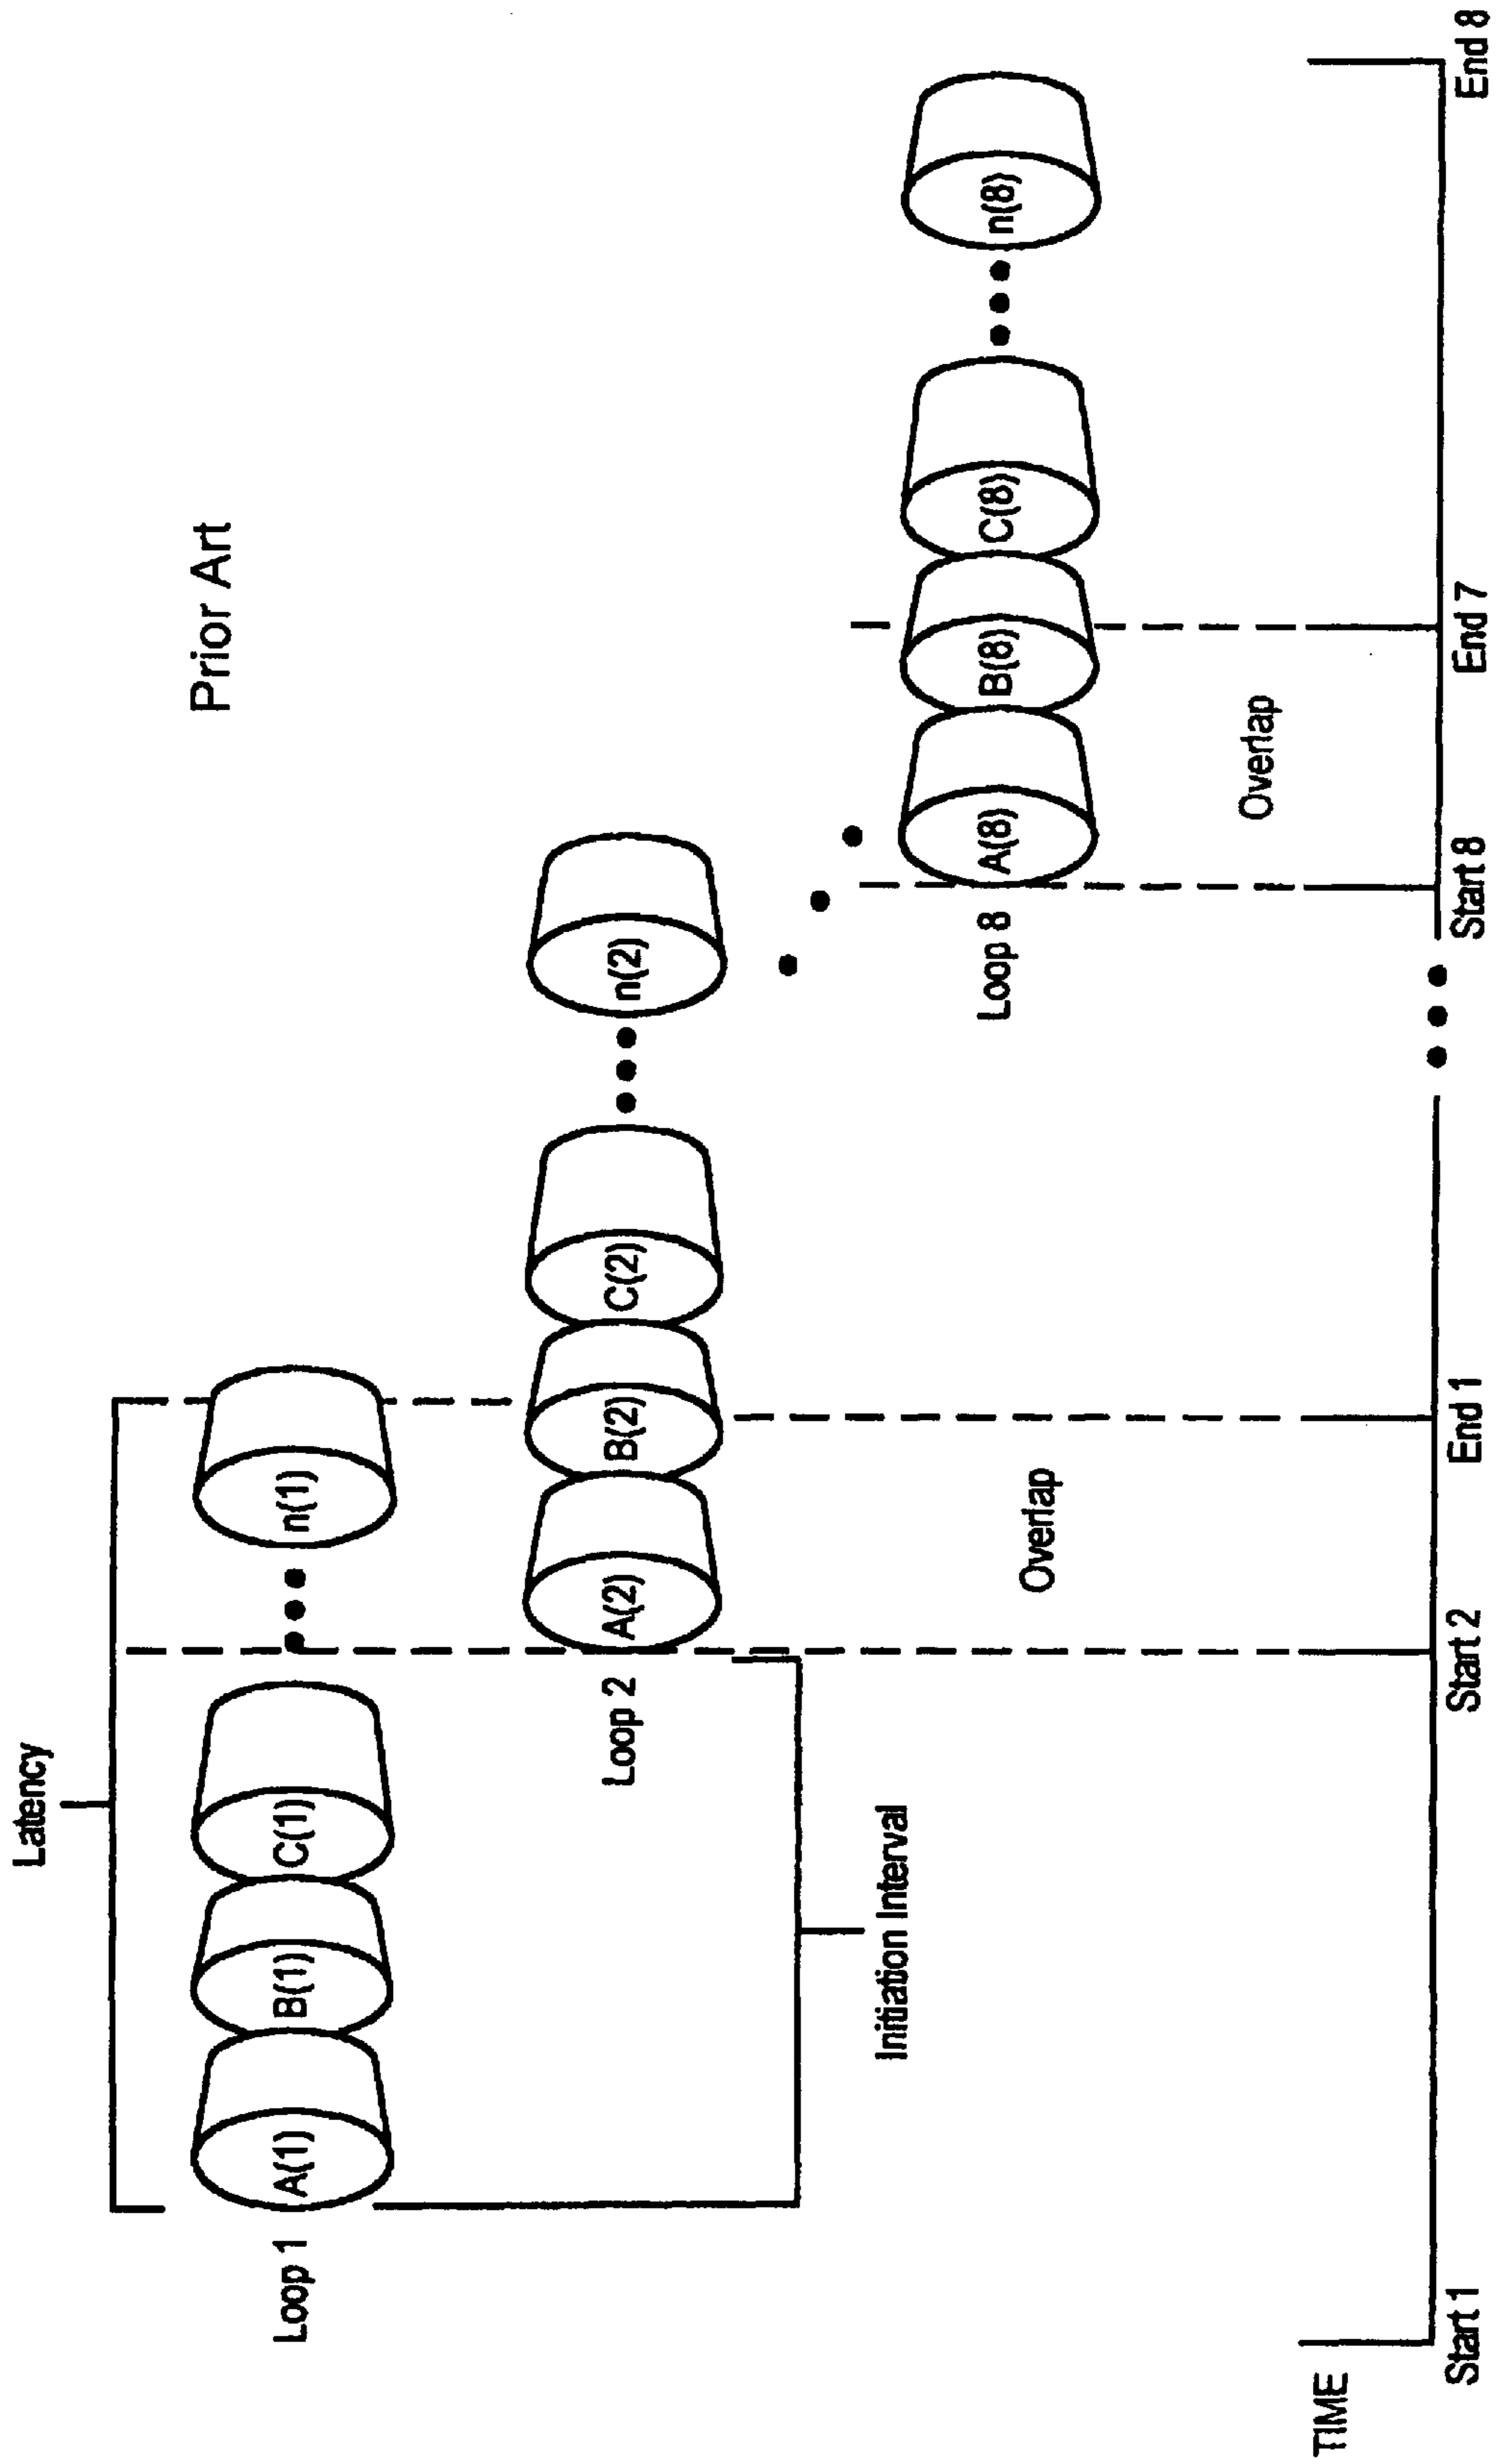 Prior Art
Latency
Loop 1
A(1)
B(1)
C(1)
n(1)
Loop 2
A(2)
B(2)
C(2)
n(2)
Initiation Interval
Loop 8
A(8)
B(8)
C(8)
n(8)
Overlap
Overlap
TIME
Start 1
Start 2
End 1
Start 8
End 7
End 8